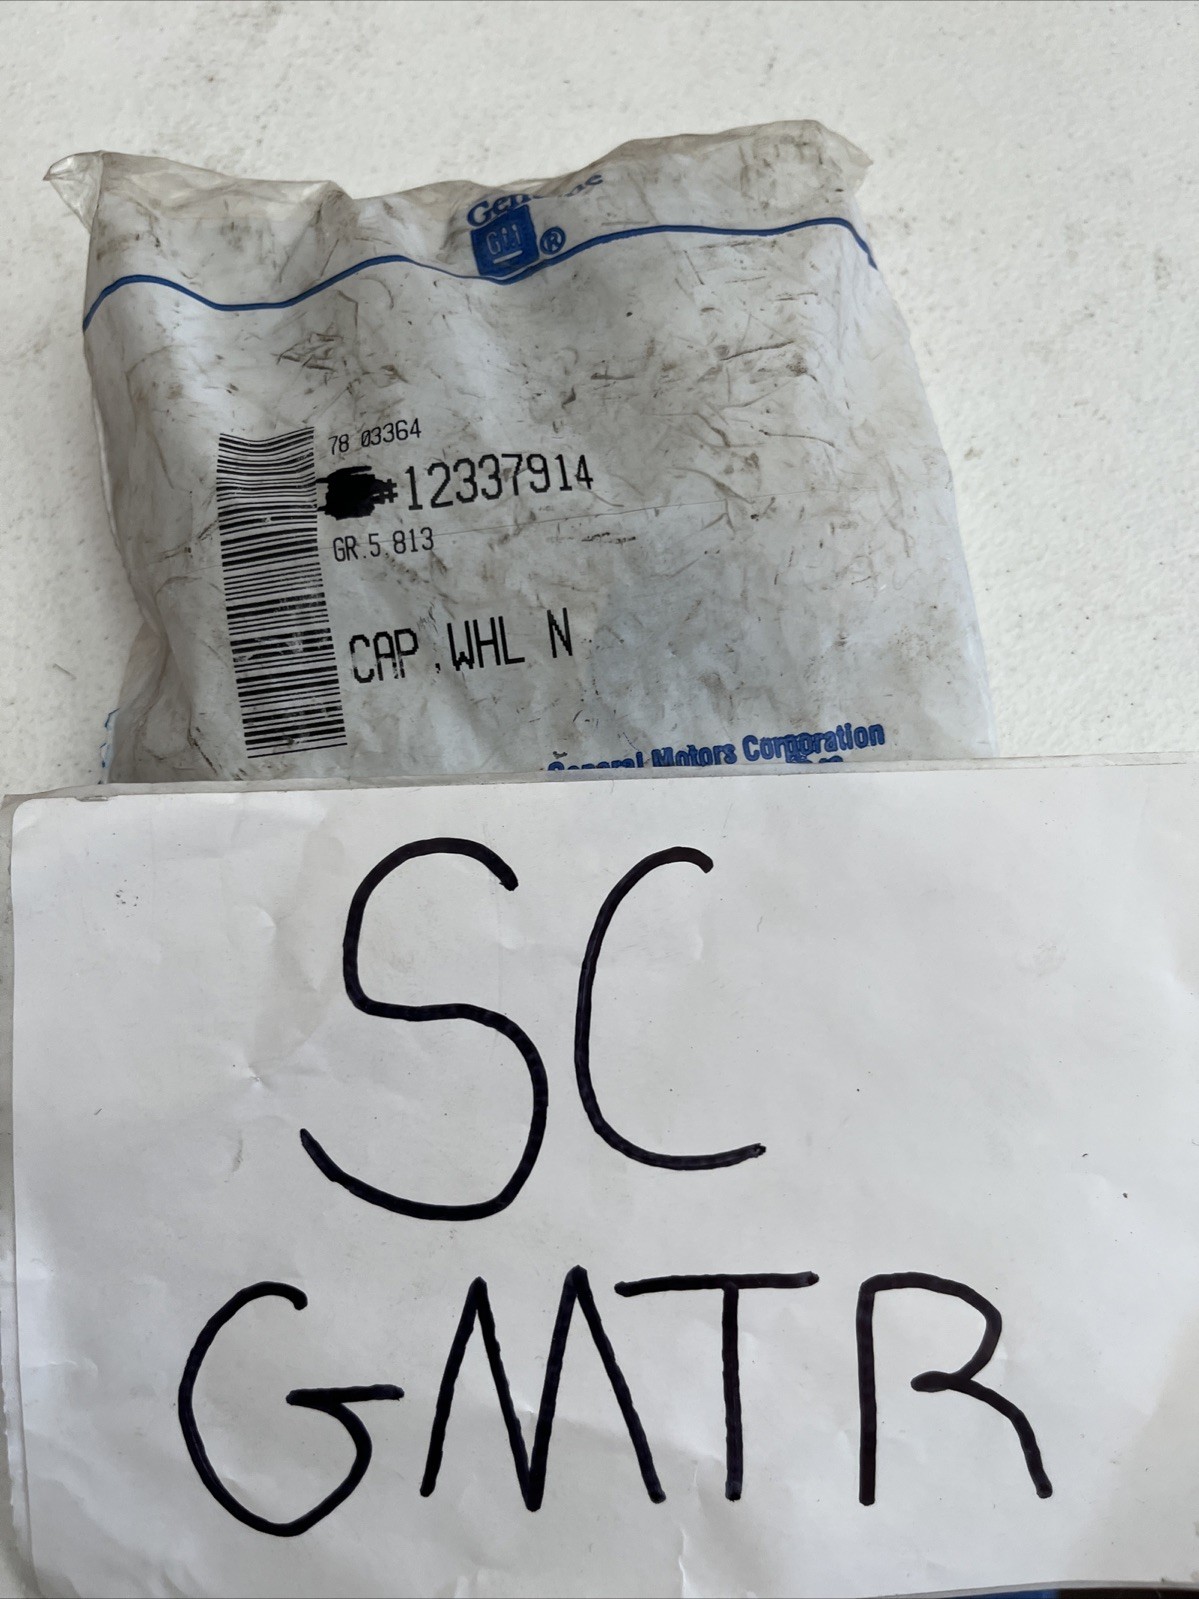 Genuine
GM ®
78 03364
#12337914
GR.5.813
CAP,WHL N
General Motors Corporation
SC
GMTR